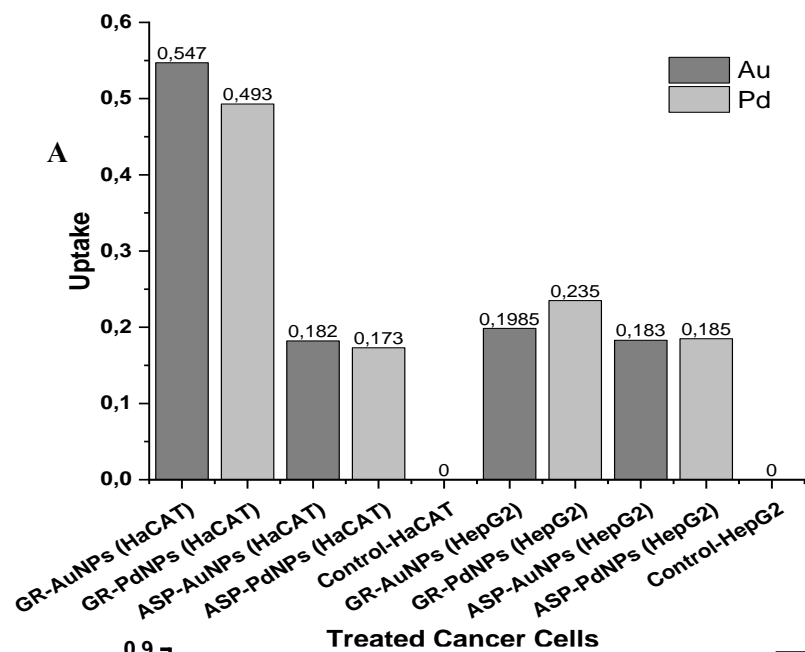 0,6
0,5
0,4
0,3
0,2
0,1
0,0
Uptake
A
Au
Pd
0,547
0,493
0,182
0,173
0
0,1985
0,235
0,183
0,185
0
GR-AuNPs (HaCAT)
GR-PdNPs (HaCAT)
ASP-AuNPs (HaCAT)
ASP-PdNPs (HaCAT)
Control-HaCAT
GR-AuNPs (HepG2)
GR-PdNPs (HepG2)
ASP-AuNPs (HepG2)
ASP-PdNPs (HepG2)
Control-HepG2
Treated Cancer Cells
0.9